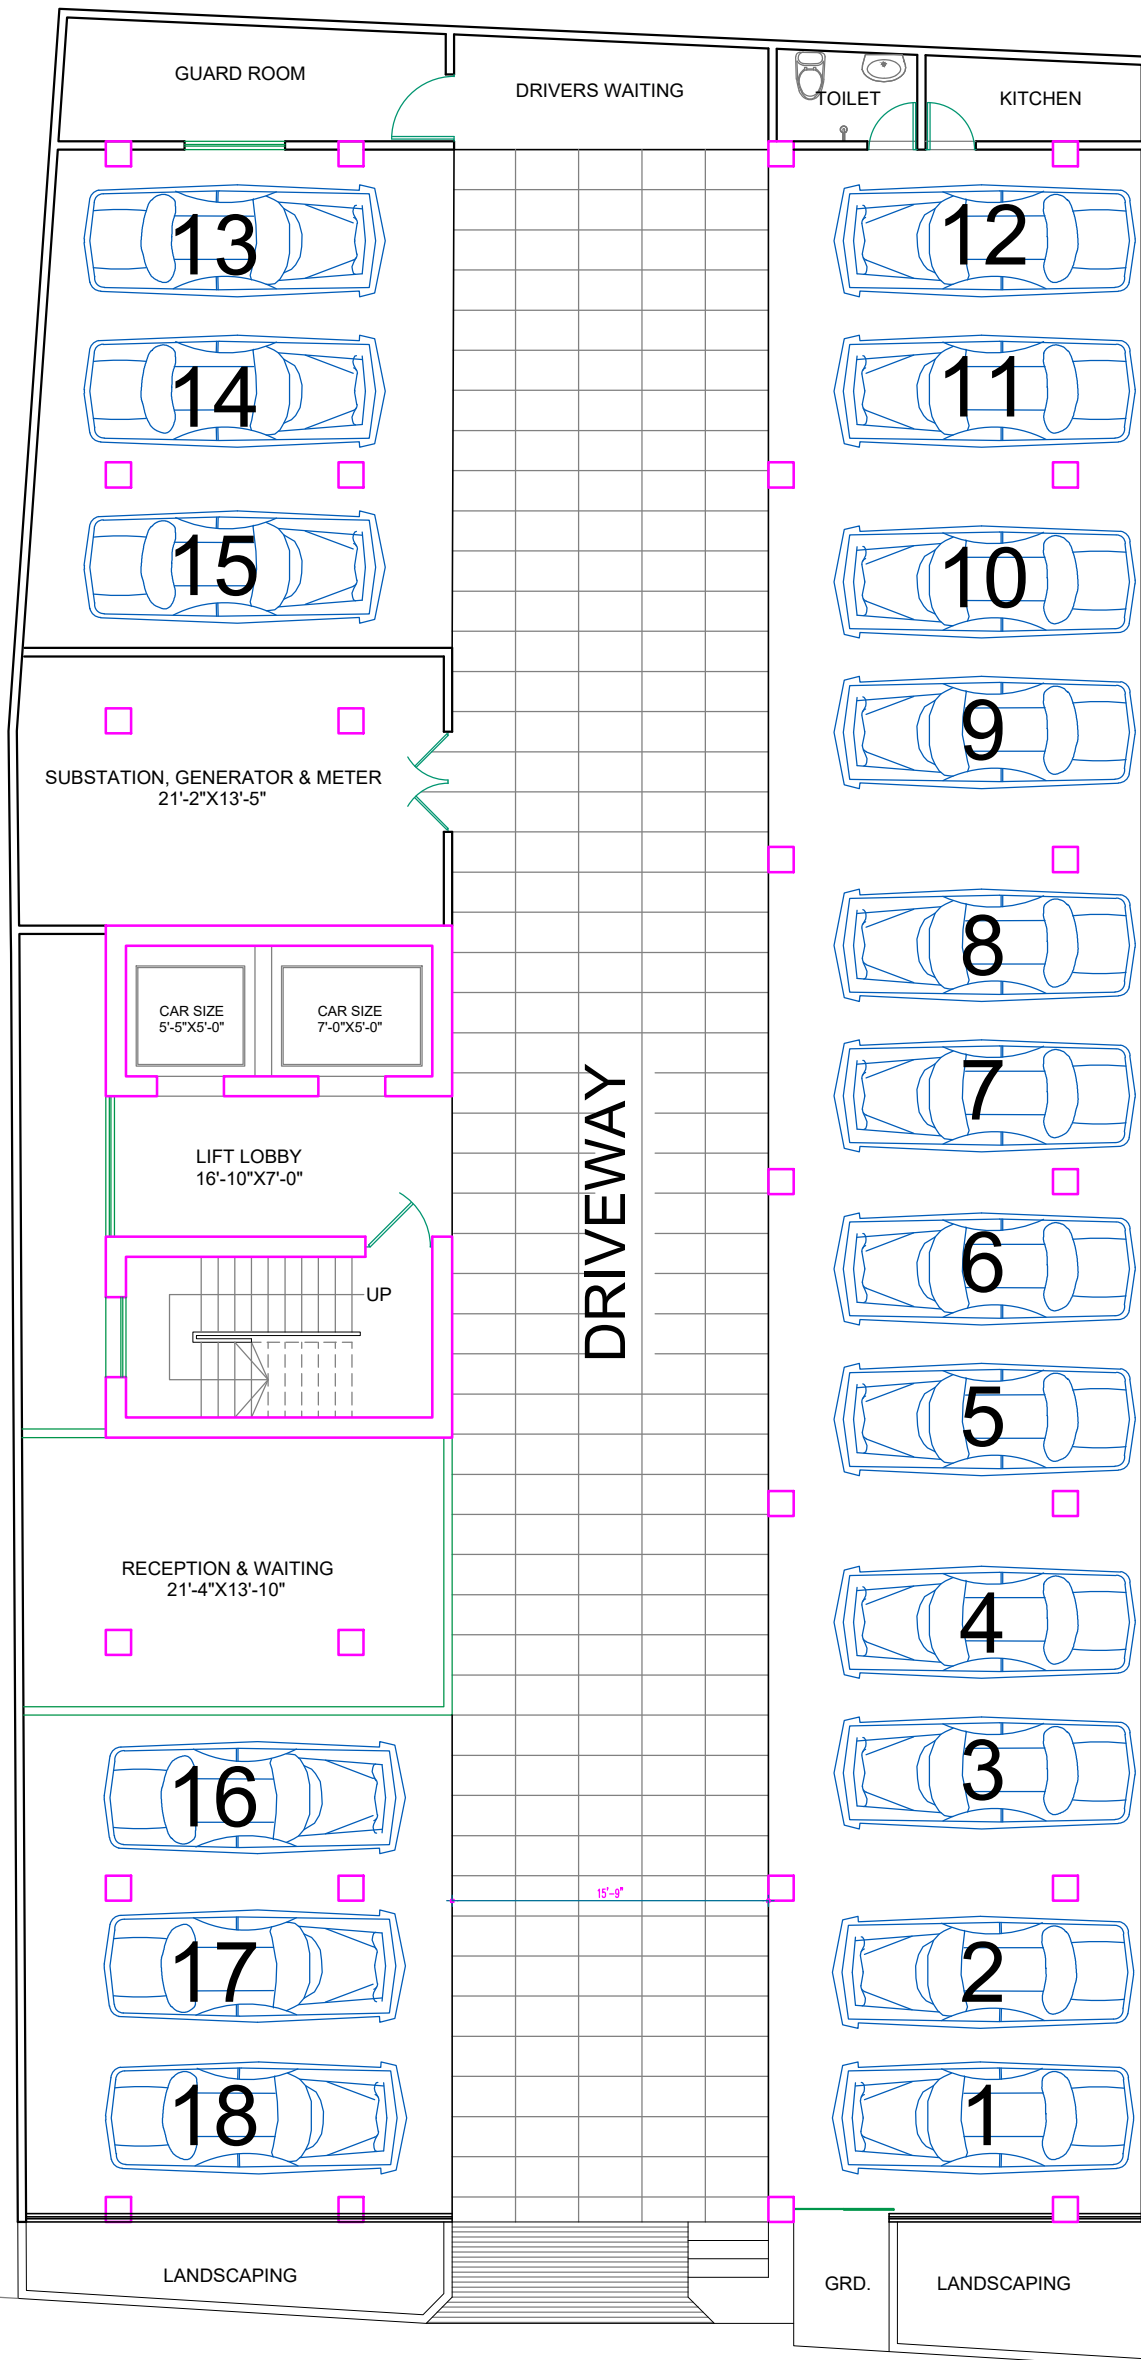 GUARD ROOM
DRIVERS WAITING
TOILET
KITCHEN
13
12
14
11
15
10
9
SUBSTATION, GENERATOR & METER
21'-2"X13'-5"
8
CAR SIZE
5'-5"X5'-0"
CAR SIZE
7'-0"X5'-0"
7
LIFT LOBBY
16'-10"X7'-0"
DRIVEWAY
6
UP
5
RECEPTION & WAITING
21'-4"X13'-10"
4
3
16
15'-9"
17
2
18
1
LANDSCAPING
GRD.
LANDSCAPING